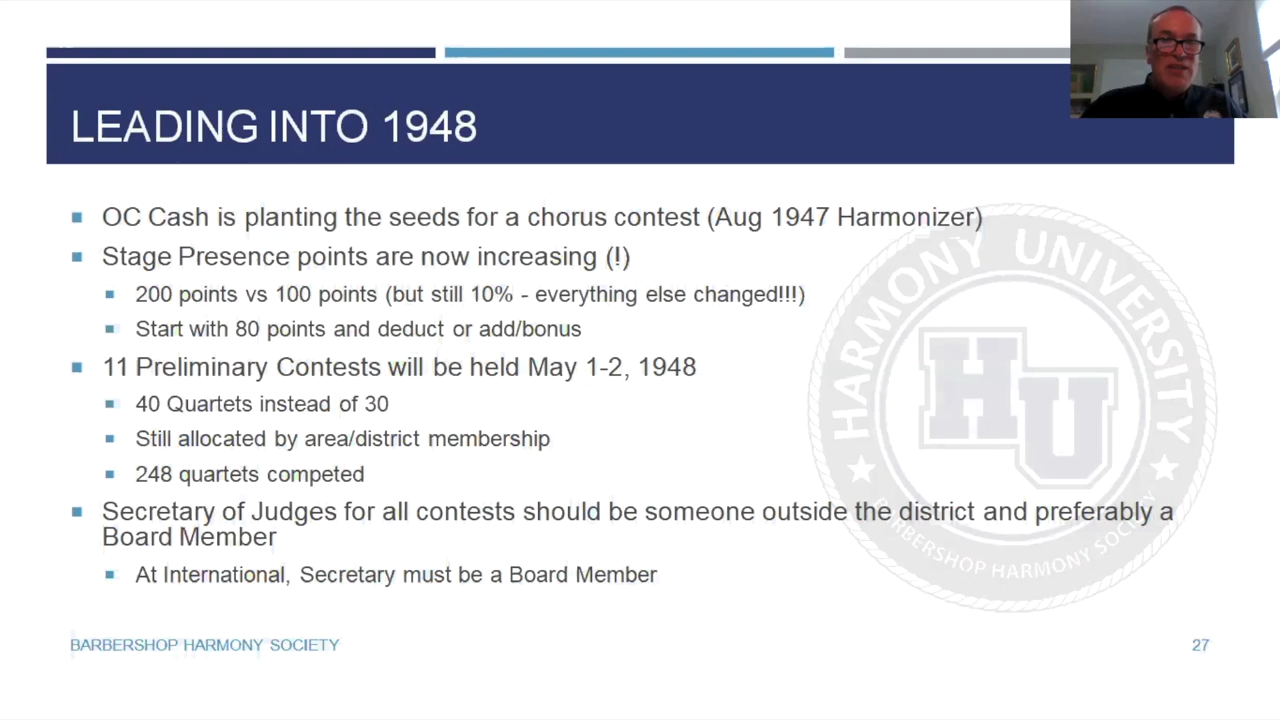 LEADING INTO 1948
OC Cash is planting the seeds for a chorus contest (Aug 1947 Harmonizer)
Stage Presence points are now increasing (!)
200 points vs 100 points (but still 10% - everything else changed!!!)
Start with 80 points and deduct or add/bonus
11 Preliminary Contests will be held May 1-2, 1948
40 Quartets instead of 30
Still allocated by area/district membership
248 quartets competed
Secretary of Judges for all contests should be someone outside the district and preferably a
Board Member
At International, Secretary must be a Board Member
HARMONY UNIVERSITY
HU
BARBERSHOP HARMONY SOCIETY
BARBERSHOP HARMONY SOCIETY
27